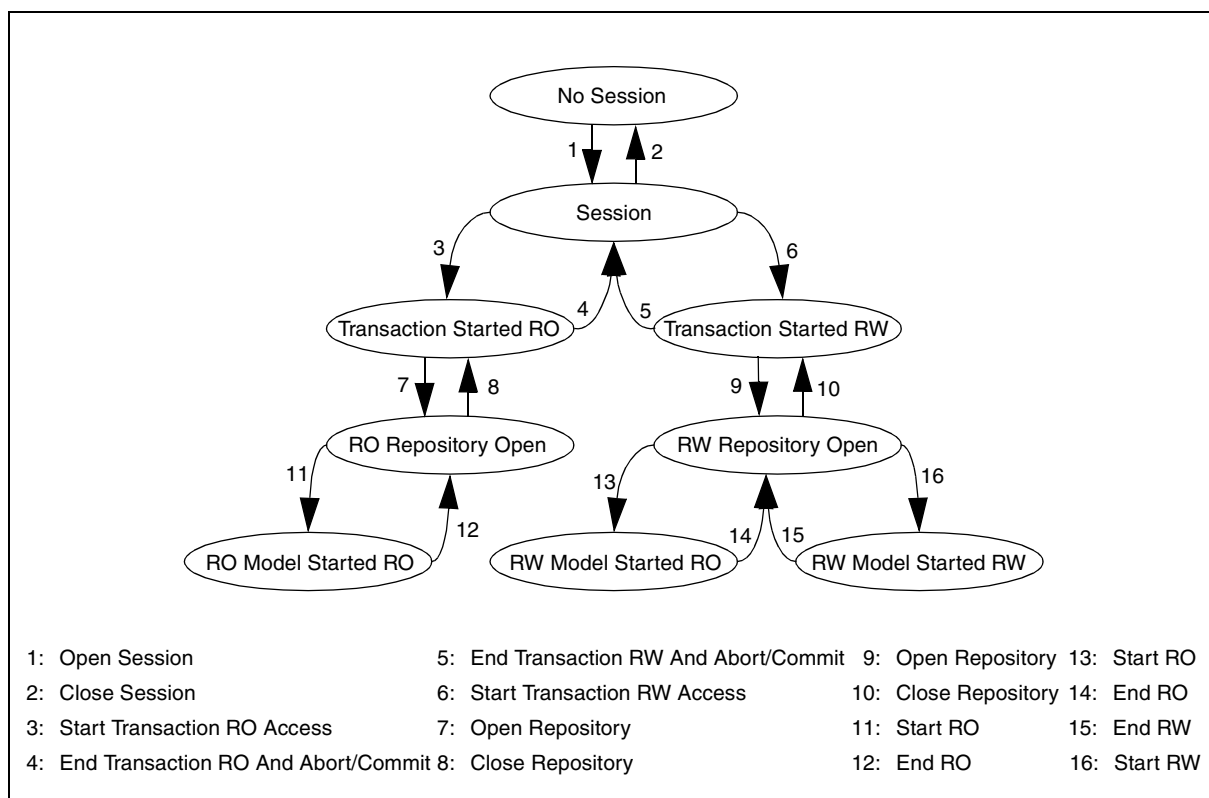 No Session
1
2
Session
3
6
4
5
Transaction Started RO
Transaction Started RW
7
8
9
10
RO Repository Open
RW Repository Open
11
12
13
14
15
16
RO Model Started RO
RW Model Started RO
RW Model Started RW
1: Open Session
2: Close Session
3: Start Transaction RO Access
4: End Transaction RO And Abort/Commit
5: End Transaction RW And Abort/Commit
6: Start Transaction RW Access
7: Open Repository
8: Close Repository
9: Open Repository
10: Close Repository
11: Start RO
12: End RO
13: Start RO
14: End RO
15: End RW
16: Start RW